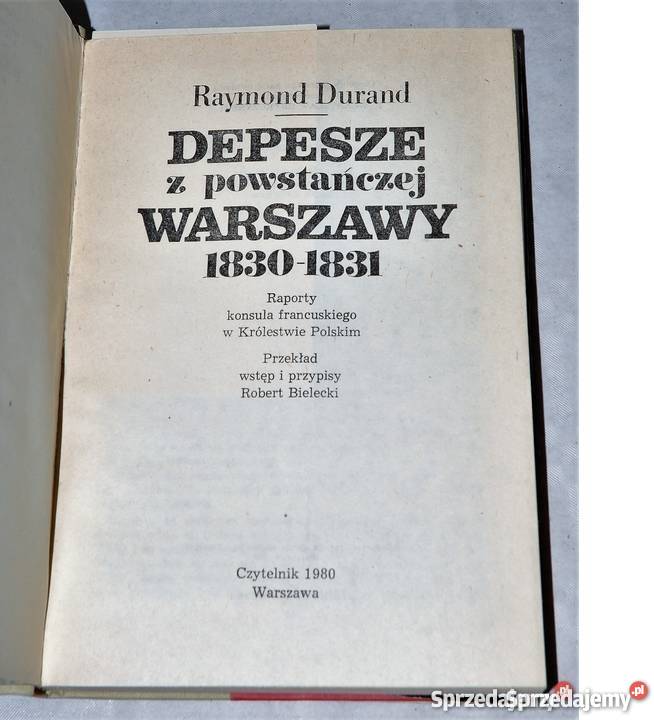 Raymond Durand
DEPESZE
z powstańczej
WARSZAWY
1830-1831
Raporty
konsula francuskiego
w Królestwie Polskim
Przekład
wstęp i przypisy
Robert Bielecki
Czytelnik 1980
Warszawa
Sprzedajemy.pl